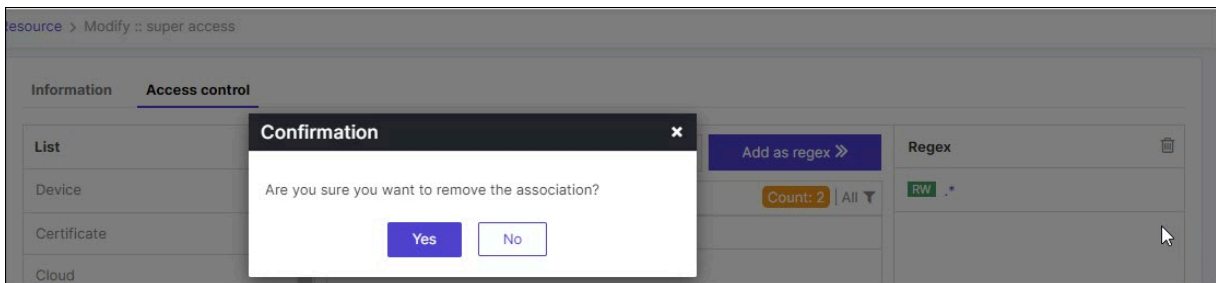 Resource > Modify :: super access
Information Access control
Confirmation ×
List
Add as regex »
Regex
Are you sure you want to remove the association?
Device
Count: 2 | All
RW .*
Yes No
Certificate
Cloud